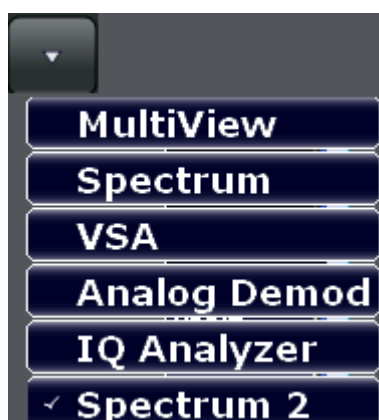 MultiView
Spectrum
VSA
Analog Demod
IQ Analyzer
Spectrum 2